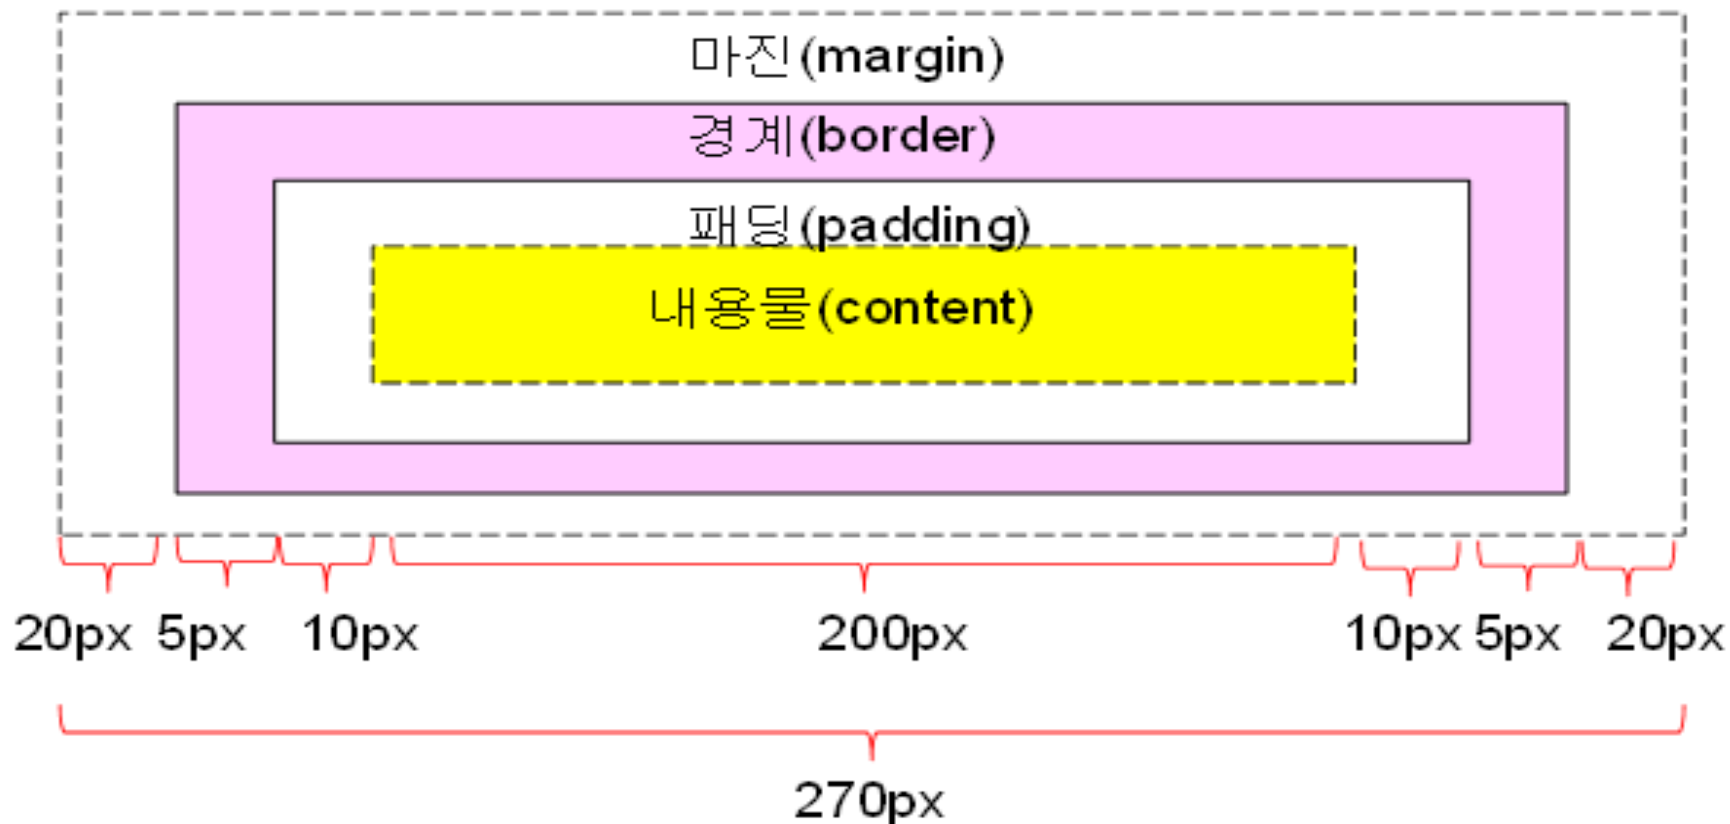 마진(margin)
경계(border)
패딩(padding)
내용물(content)
20px 5px 10px 200px 10px 5px 20px
270px